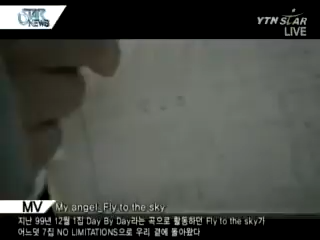 STAR NEWS
YTN STAR
LIVE
MV
My angel_Fly to the sky
지난 99년 12월 1집 Day By Day라는 곡으로 활동하던 Fly to the sky가
어느덧 7집 NO LIMITATIONS으로 우리 곁에 돌아왔다